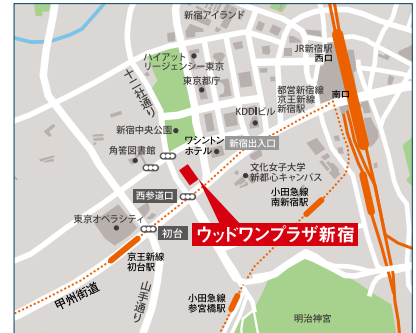 新宿アイランド
JR新宿駅
西口
ハイアット
リージェンシー東京
十二社通り
東京都庁
都営新宿線
京王新線
新宿駅
南口
KDDIビル
新宿中央公園
ワシントン
ホテル
新宿出入口
角筈図書館
文化女子大学
新都心キャンパス
西参道口
小田急線
南新宿駅
東京オペラシティ
初台
ウッドワンプラザ新宿
京王新線
初台駅
甲州街道
山手通り
小田急線
参宮橋駅
明治神宮